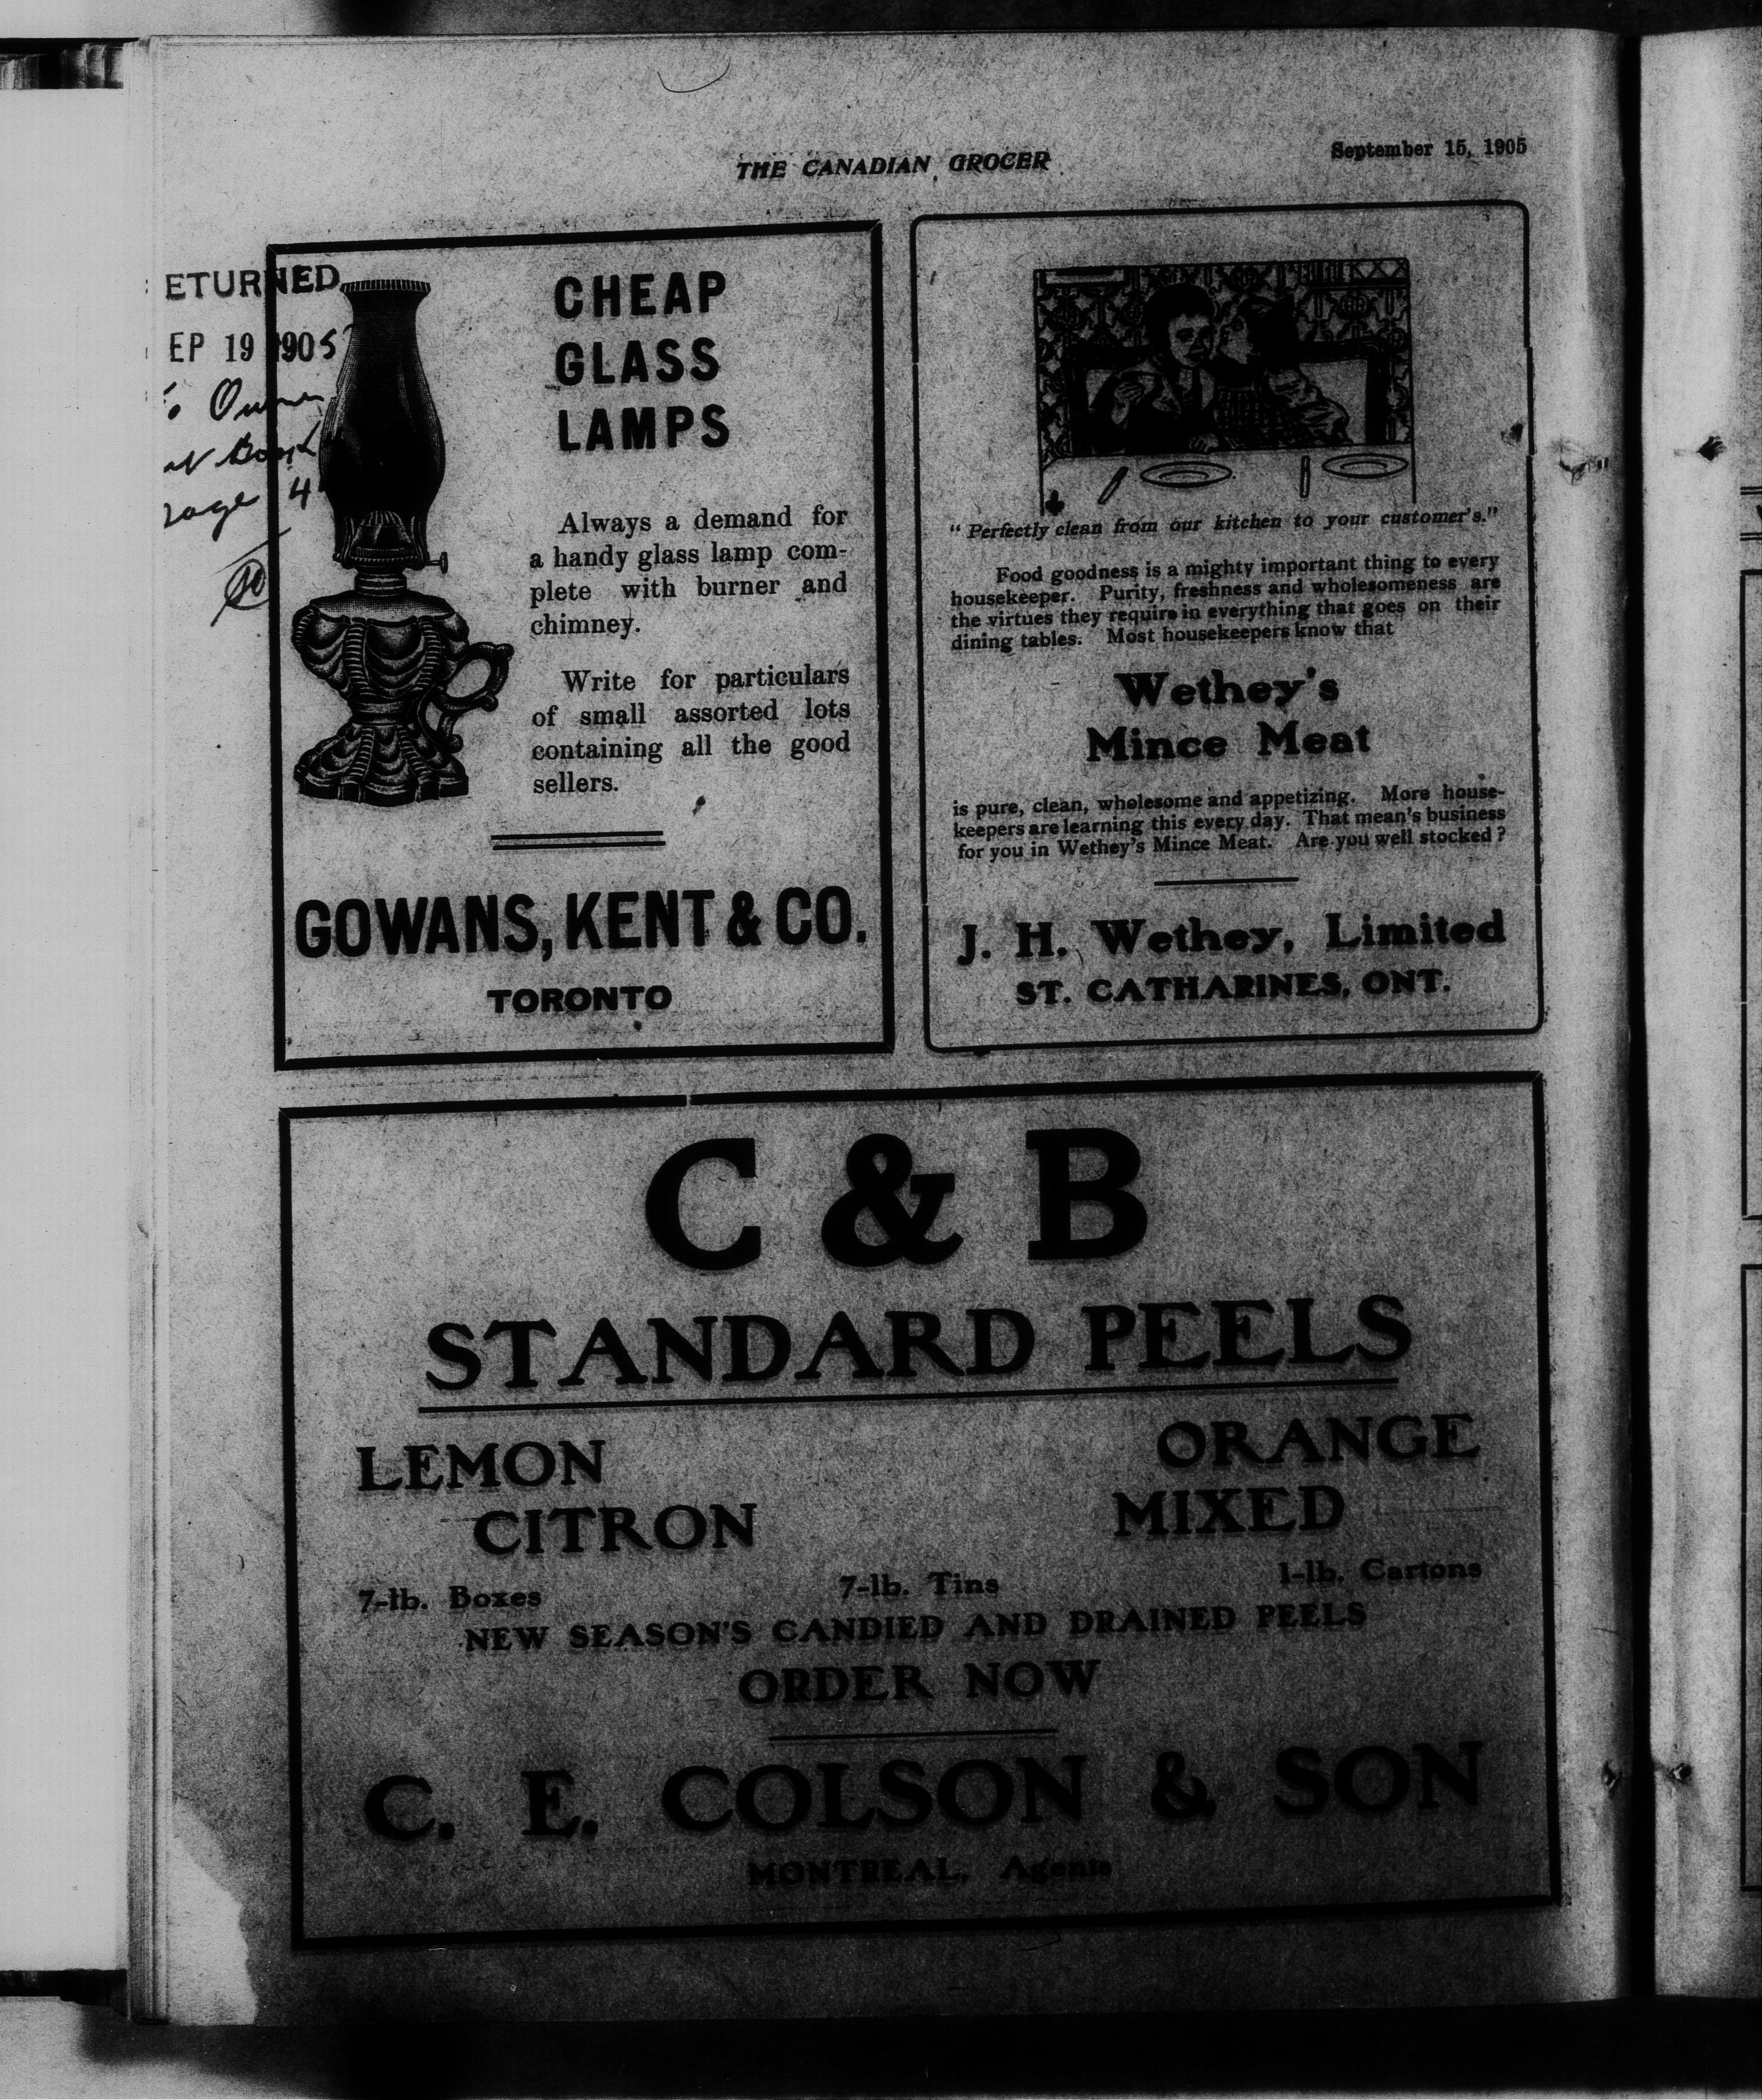 THE CANADIAN GROCER
September 15, 1905
ETURNED
EP 19 1905
page 4
CHEAP
GLASS
LAMPS
Always a demand for
a handy glass lamp com-
plete with burner and
chimney.
Write for particulars
of small assorted lots
containing all the good
sellers.
GOWANS, KENT & CO.
TORONTO
"Perfectly clean from our kitchen to your customer's."
Food goodness is a mighty important thing to every
housekeeper. Purity, freshness and wholesomeness are
the virtues they require in everything that goes on their
dining tables. Most housekeepers know that
Wethey's
Mince Meat
is pure, clean, wholesome and appetizing. More house-
keepers are learning this every day. That mean's business
for you in Wethey's Mince Meat. Are you well stocked?
J. H. Wethey, Limited
ST. CATHARINES, ONT.
C & B
STANDARD PEELS
LEMON ORANGE
CITRON MIXED
7-lb. Boxes 7-lb. Tins 1-lb. Cartons
NEW SEASON'S CANDIED AND DRAINED PEELS
ORDER NOW
C. E. COLSON & SON
MONTREAL, Agents